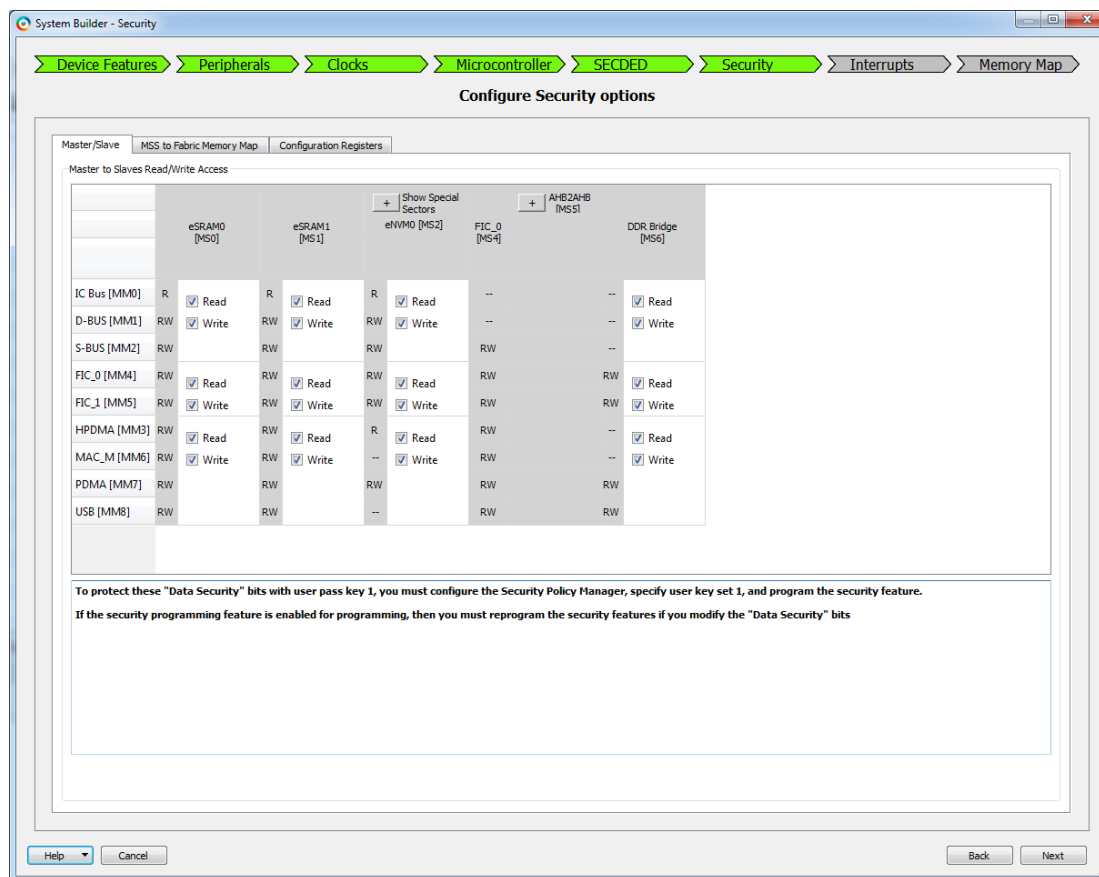 System Builder - Security
Device Features Peripherals Clocks Microcontroller SECDED Security Interrupts Memory Map
Configure Security options
Master/Slave MSS to Fabric Memory Map Configuration Registers
Master to Slaves Read/Write Access
+ Show Special Sectors + AHB2AHB [MS5]
eSRAM0 [MS0] eSRAM1 [MS1] eNVM0 [MS2] FIC_0 [MS4] DDR Bridge [MS6]
IC Bus [MM0] R Read R Read R Read -- -- Read
D-BUS [MM1] RW Write RW Write RW Write -- -- Write
S-BUS [MM2] RW RW RW RW --
FIC_0 [MM4] RW Read RW Read RW Read RW RW Read
FIC_1 [MM5] RW Write RW Write RW Write RW RW Write
HPDMA [MM3] RW Read RW Read R Read RW -- Read
MAC_M [MM6] RW Write RW Write -- Write RW -- Write
PDMA [MM7] RW RW RW RW RW
USB [MM8] RW RW -- RW RW
To protect these "Data Security" bits with user pass key 1, you must configure the Security Policy Manager, specify user key set 1, and program the security feature.
If the security programming feature is enabled for programming, then you must reprogram the security features if you modify the "Data Security" bits
Help Cancel Back Next